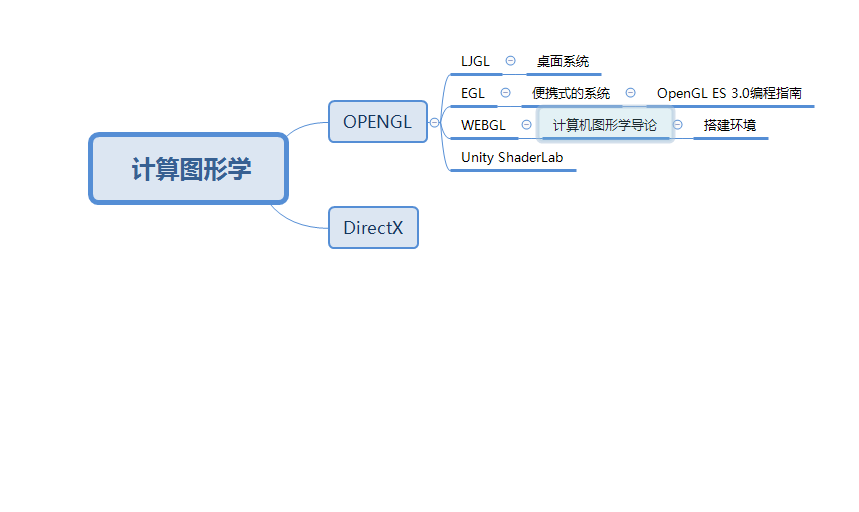 计算图形学
OPENGL
LJGL
桌面系统
EGL
便携式的系统
OpenGL ES 3.0编程指南
WEBGL
计算机图形学导论
搭建环境
Unity ShaderLab
DirectX